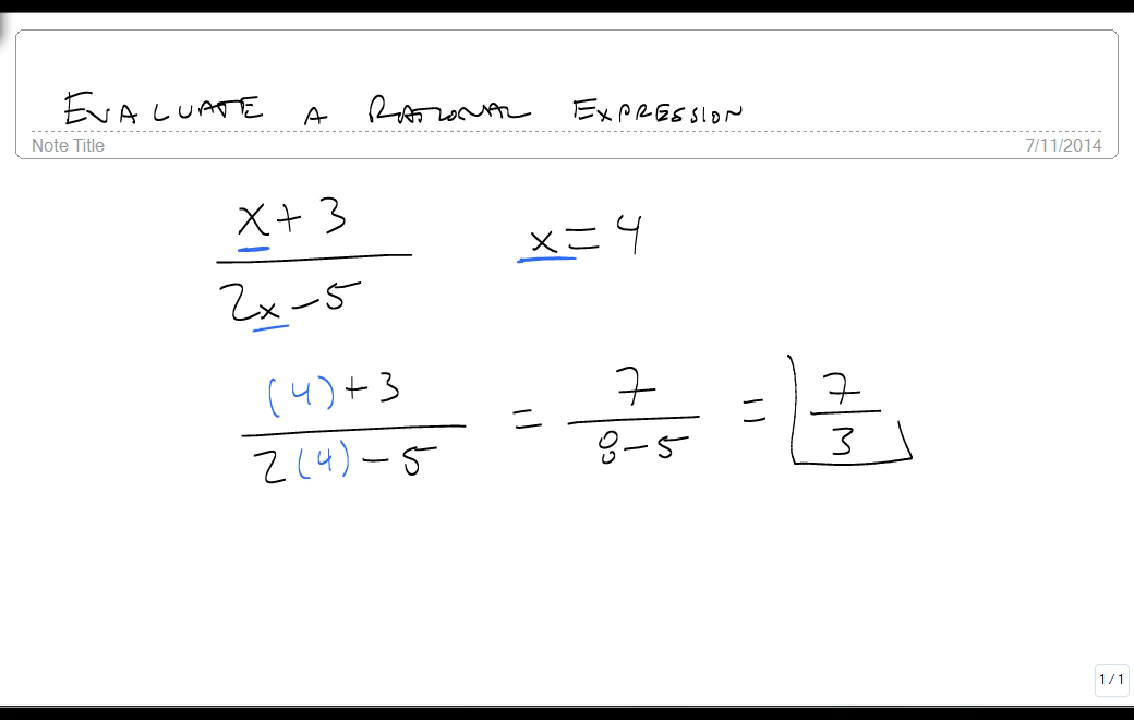 EVALUATE A RATIONAL EXPRESSION
Note Title 7/11/2014
x + 3
2x - 5
x = 4
(4) + 3
2(4) - 5
=
7
8 - 5
=
7
3
1 / 1